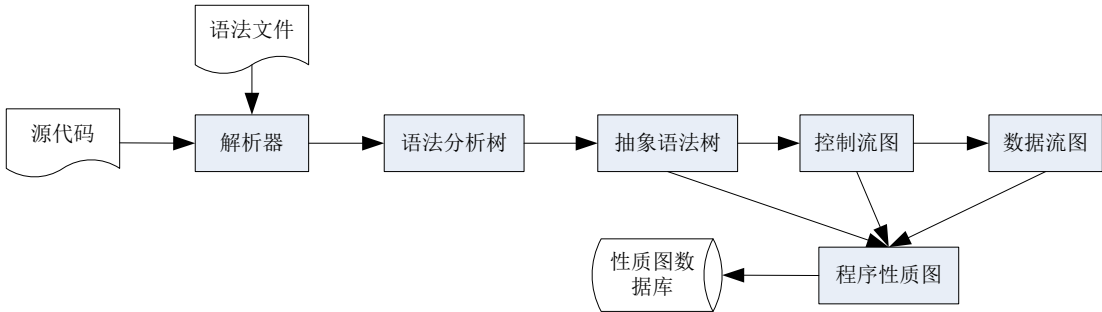 语法文件
源代码
解析器
语法分析树
抽象语法树
控制流图
数据流图
性质图数
据库
程序性质图